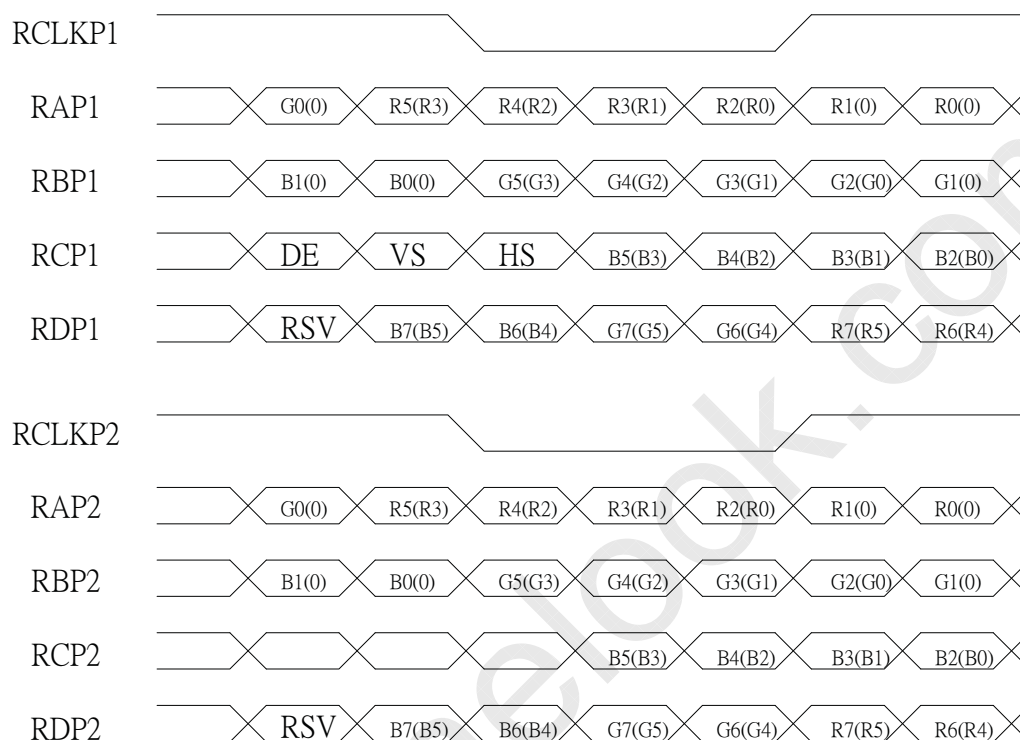 RCLKP1
RAP1 G0(0) R5(R3) R4(R2) R3(R1) R2(R0) R1(0) R0(0)
RBP1 B1(0) B0(0) G5(G3) G4(G2) G3(G1) G2(G0) G1(0)
RCP1 DE VS HS B5(B3) B4(B2) B3(B1) B2(B0)
RDP1 RSV B7(B5) B6(B4) G7(G5) G6(G4) R7(R5) R6(R4)
RCLKP2
RAP2 G0(0) R5(R3) R4(R2) R3(R1) R2(R0) R1(0) R0(0)
RBP2 B1(0) B0(0) G5(G3) G4(G2) G3(G1) G2(G0) G1(0)
RCP2 B5(B3) B4(B2) B3(B1) B2(B0)
RDP2 RSV B7(B5) B6(B4) G7(G5) G6(G4) R7(R5) R6(R4)